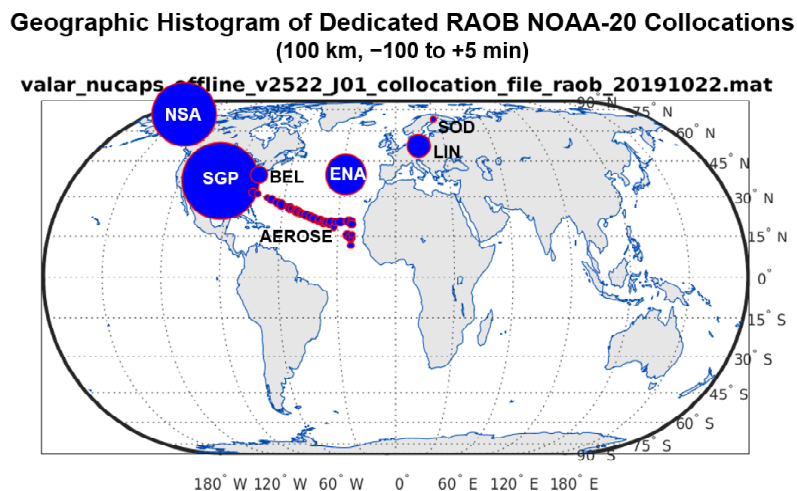 Geographic Histogram of Dedicated RAOB NOAA-20 Collocations
(100 km, −100 to +5 min)
valar_nucaps_offline_v2522_J01_collocation_file_raob_20191022.mat
90° N
75° N
NSA
SOD
60° N
LIN
45° N
SGP
BEL
ENA
30° N
AEROSE
15° N
0°
15° S
30° S
45° S
60° S
75° S
90° S
180° W 120° W 60° W 0° 60° E 120° E 180° E